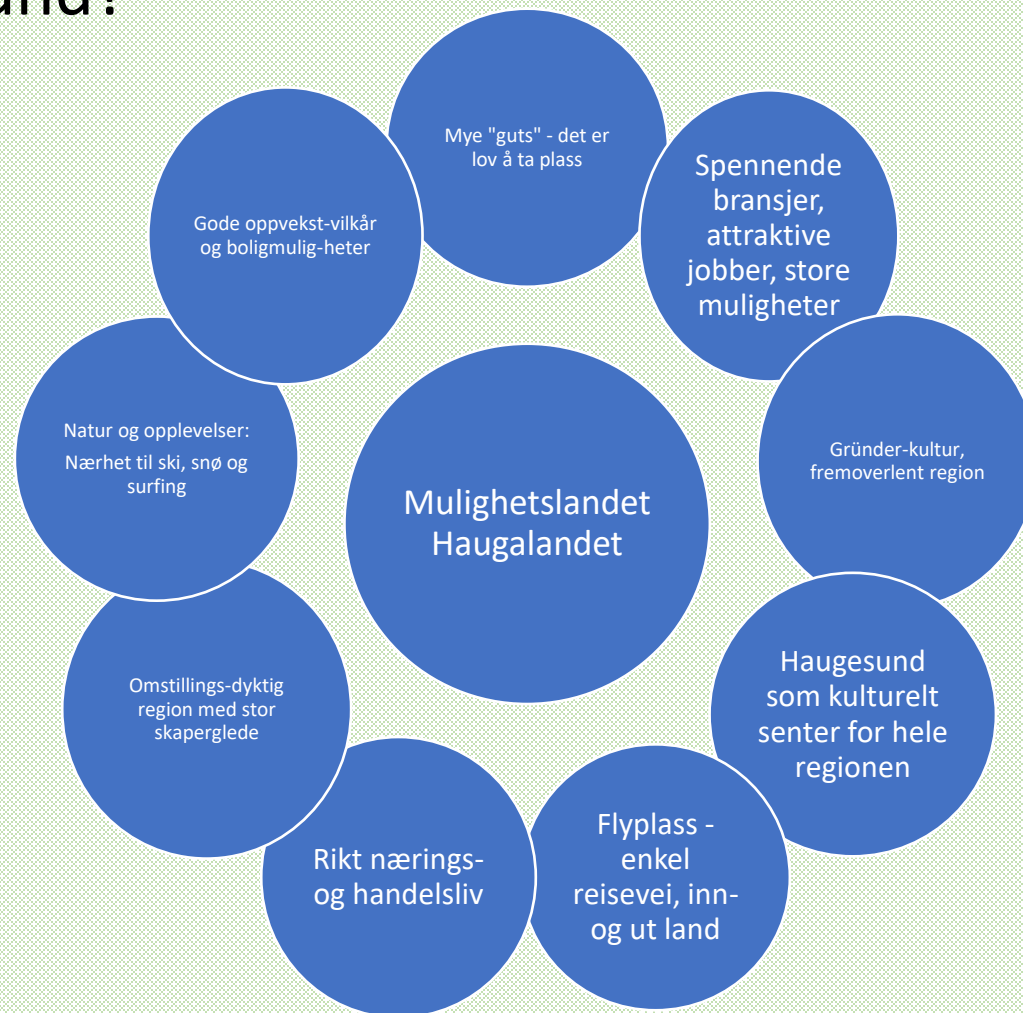 Mye "guts" - det er
lov å ta plass
Spennende
bransjer,
attraktive
jobber, store
muligheter
Gründer-kultur,
fremoverlent region
Haugesund
som kulturelt
senter for hele
regionen
Flyplass -
enkel
reisevei, inn-
og ut land
Rikt nærings-
og handelsliv
Omstillings-dyktig
region med stor
skaperglede
Natur og opplevelser:
Nærhet til ski, snø og
surfing
Gode oppvekst-vilkår
og boligmulig-heter
Mulighetslandet
Haugalandet